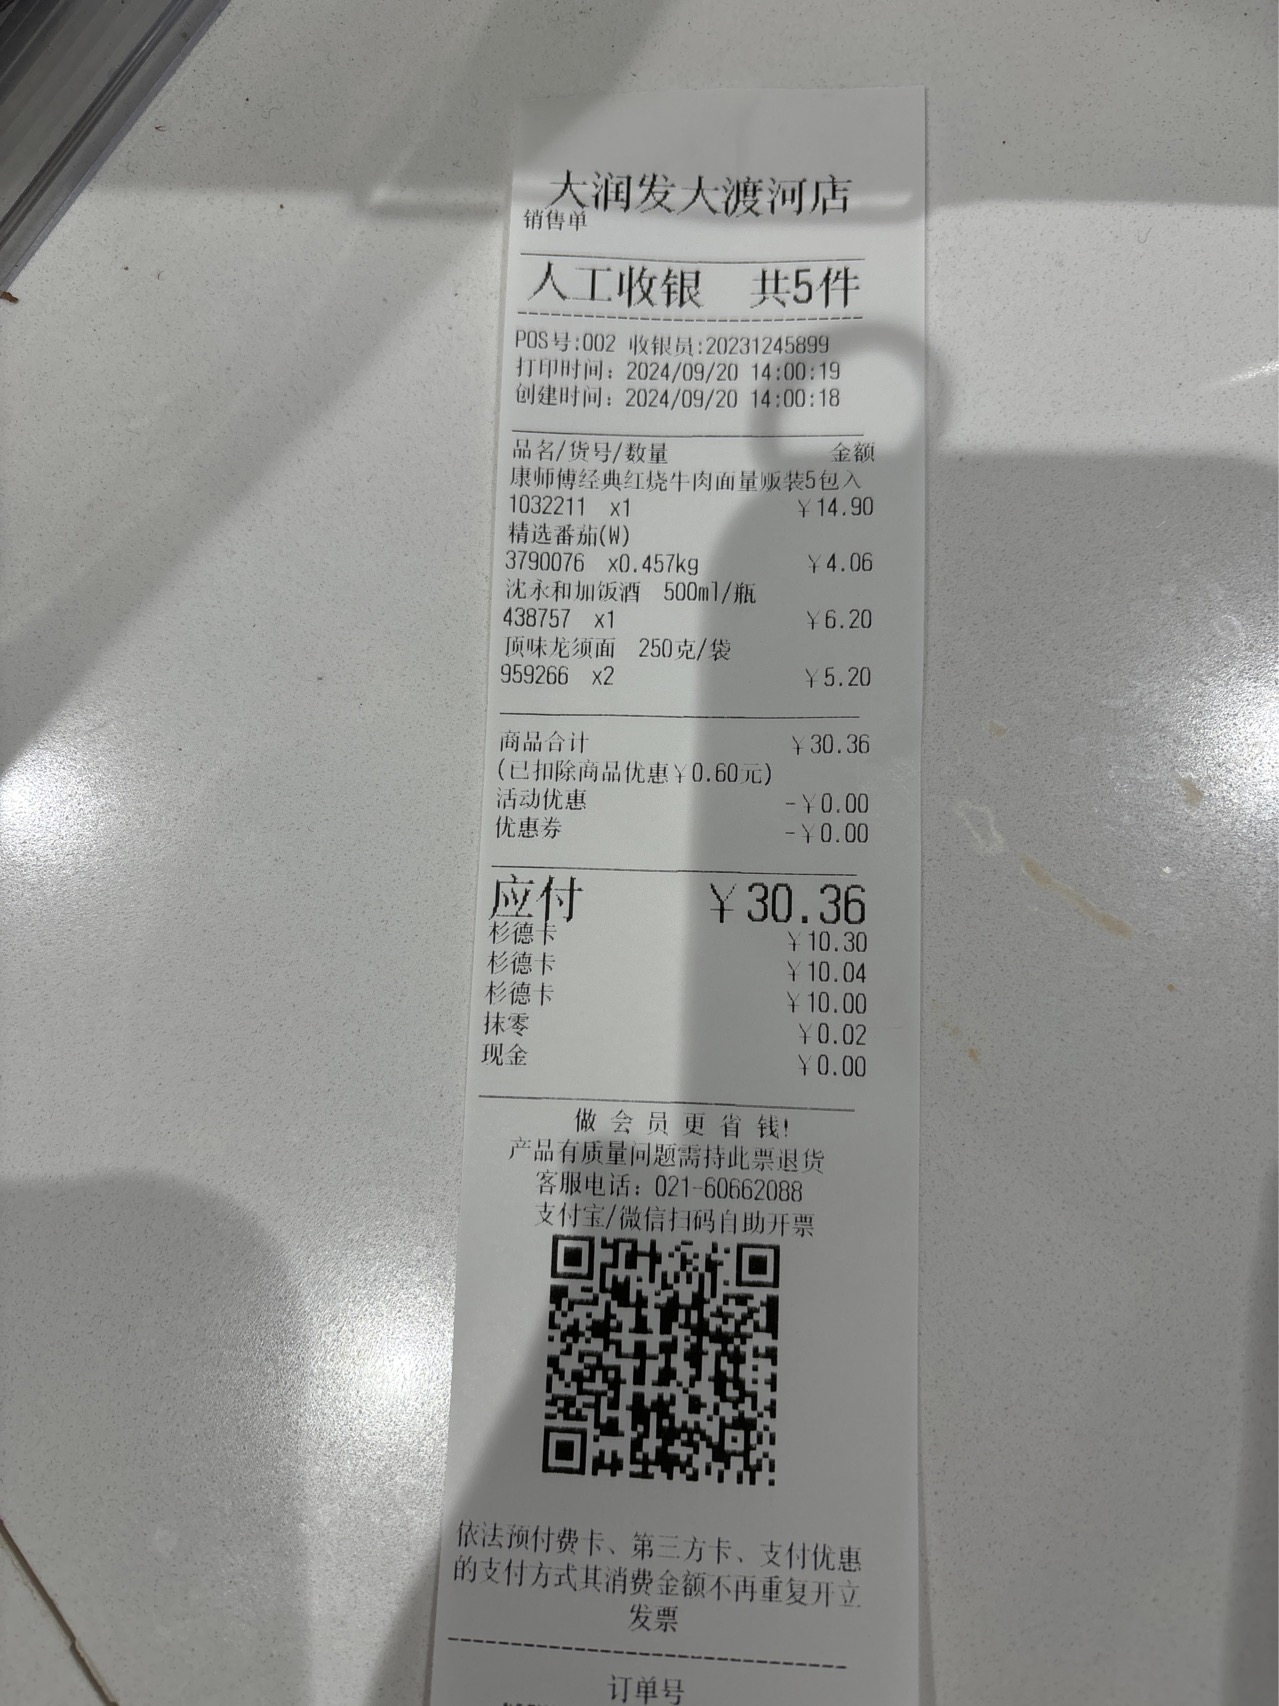 大润发大渡河店
销售单
人工收银 共5件
POS号:002 收银员:20231245899
打印时间: 2024/09/20 14:00:19
创建时间: 2024/09/20 14:00:18
品名/货号/数量 金额
康师傅经典红烧牛肉面量贩装5包入
1032211 x1 ¥14.90
精选番茄(W)
3790076 x0.457kg ¥4.06
沈永和加饭酒 500ml/瓶
438757 x1 ¥6.20
顶味龙须面 250克/袋
959266 x2 ¥5.20
商品合计 ¥30.36
(已扣除商品优惠¥0.60元)
活动优惠 -¥0.00
优惠券 -¥0.00
应付 ¥30.36
杉德卡 ¥10.30
杉德卡 ¥10.04
杉德卡 ¥10.00
抹零 ¥0.02
现金 ¥0.00
做会员更省钱!
产品有质量问题需持此票退货
客服电话: 021-60662088
支付宝/微信扫码自助开票
依法预付费卡、第三方卡、支付优惠
的支付方式其消费金额不再重复开立
发票
订单号